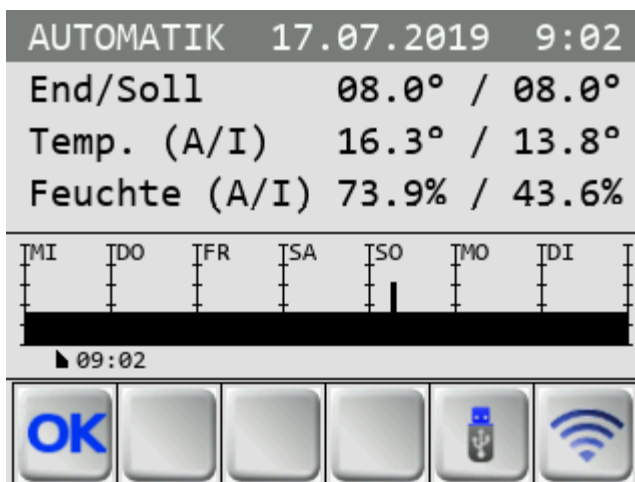 AUTOMATIK 17.07.2019 9:02
End/Soll 08.0° / 08.0°
Temp. (A/I) 16.3° / 13.8°
Feuchte (A/I) 73.9% / 43.6%
MI DO FR SA SO MO DI
09:02
OK